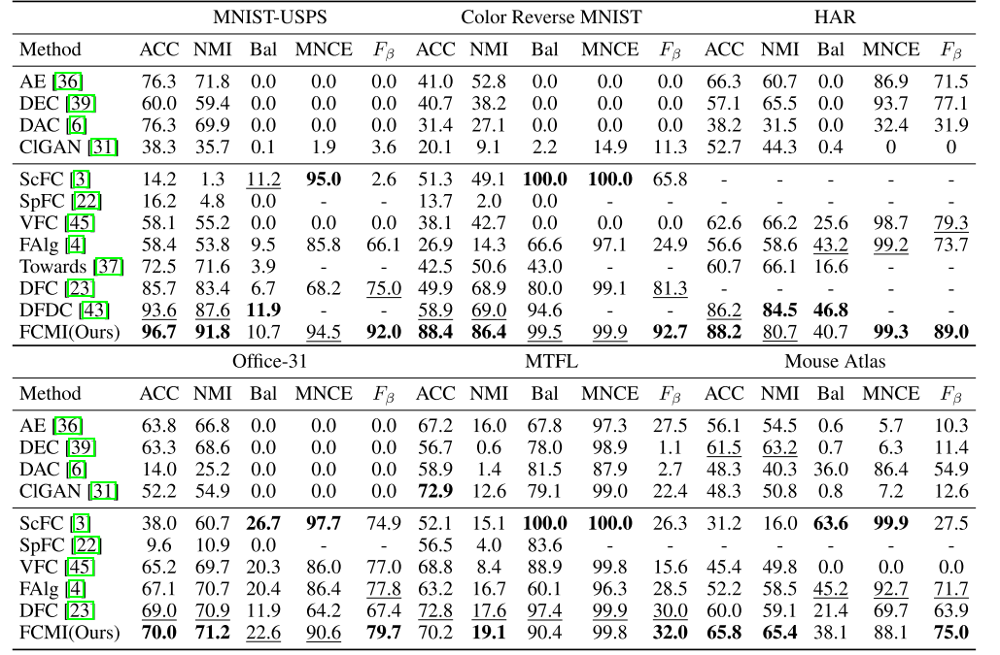 MNIST-USPS Color Reverse MNIST HAR
Method ACC NMI Bal MNCE Fβ ACC NMI Bal MNCE Fβ ACC NMI Bal MNCE Fβ
AE [36] 76.3 71.8 0.0 0.0 0.0 41.0 52.8 0.0 0.0 0.0 66.3 60.7 0.0 86.9 71.5
DEC [39] 60.0 59.4 0.0 0.0 0.0 40.7 38.2 0.0 0.0 0.0 57.1 65.5 0.0 93.7 77.1
DAC [6] 76.3 69.9 0.0 0.0 0.0 31.4 27.1 0.0 0.0 0.0 38.2 31.5 0.0 32.4 31.9
ClGAN [31] 38.3 35.7 0.1 1.9 3.6 20.1 9.1 2.2 14.9 11.3 52.7 44.3 0.4 0 0
ScFC [3] 14.2 1.3 11.2 95.0 2.6 51.3 49.1 100.0 100.0 65.8 - - - - -
SpFC [22] 16.2 4.8 0.0 - - 13.7 2.0 0.0 - - - - - - -
VFC [45] 58.1 55.2 0.0 0.0 0.0 38.1 42.7 0.0 0.0 0.0 62.6 66.2 25.6 98.7 79.3
FAlg [4] 58.4 53.8 9.5 85.8 66.1 26.9 14.3 66.6 97.1 24.9 56.6 58.6 43.2 99.2 73.7
Towards [37] 72.5 71.6 3.9 - - 42.5 50.6 43.0 - - 60.7 66.1 16.6 - -
DFC [23] 85.7 83.4 6.7 68.2 75.0 49.9 68.9 80.0 99.1 81.3 - - - - -
DFDC [43] 93.6 87.6 11.9 - - 58.9 69.0 94.6 - - 86.2 84.5 46.8 - -
FCMI(Ours) 96.7 91.8 10.7 94.5 92.0 88.4 86.4 99.5 99.9 92.7 88.2 80.7 40.7 99.3 89.0
Office-31 MTFL Mouse Atlas
Method ACC NMI Bal MNCE Fβ ACC NMI Bal MNCE Fβ ACC NMI Bal MNCE Fβ
AE [36] 63.8 66.8 0.0 0.0 0.0 67.2 16.0 67.8 97.3 27.5 56.1 54.5 0.6 5.7 10.3
DEC [39] 63.3 68.6 0.0 0.0 0.0 56.7 0.6 78.0 98.9 1.1 61.5 63.2 0.7 6.3 11.4
DAC [6] 14.0 25.2 0.0 0.0 0.0 58.9 1.4 81.5 87.9 2.7 48.3 40.3 36.0 86.4 54.9
ClGAN [31] 52.2 54.9 0.0 0.0 0.0 72.9 12.6 79.1 99.0 22.4 48.3 50.8 0.8 7.2 12.6
ScFC [3] 38.0 60.7 26.7 97.7 74.9 52.1 15.1 100.0 100.0 26.3 31.2 16.0 63.6 99.9 27.5
SpFC [22] 9.6 10.9 0.0 - - 56.5 4.0 83.6 - - - - - - -
VFC [45] 65.2 69.7 20.3 86.0 77.0 68.8 8.4 88.9 99.8 15.6 45.4 49.8 0.0 0.0 0.0
FAlg [4] 67.1 70.7 20.4 86.4 77.8 63.2 16.7 60.1 96.3 28.5 52.2 58.5 45.2 92.7 71.7
DFC [23] 69.0 70.9 11.9 64.2 67.4 72.8 17.6 97.4 99.9 30.0 60.0 59.1 21.4 69.7 63.9
FCMI(Ours) 70.0 71.2 22.6 90.6 79.7 70.2 19.1 90.4 99.8 32.0 65.8 65.4 38.1 88.1 75.0